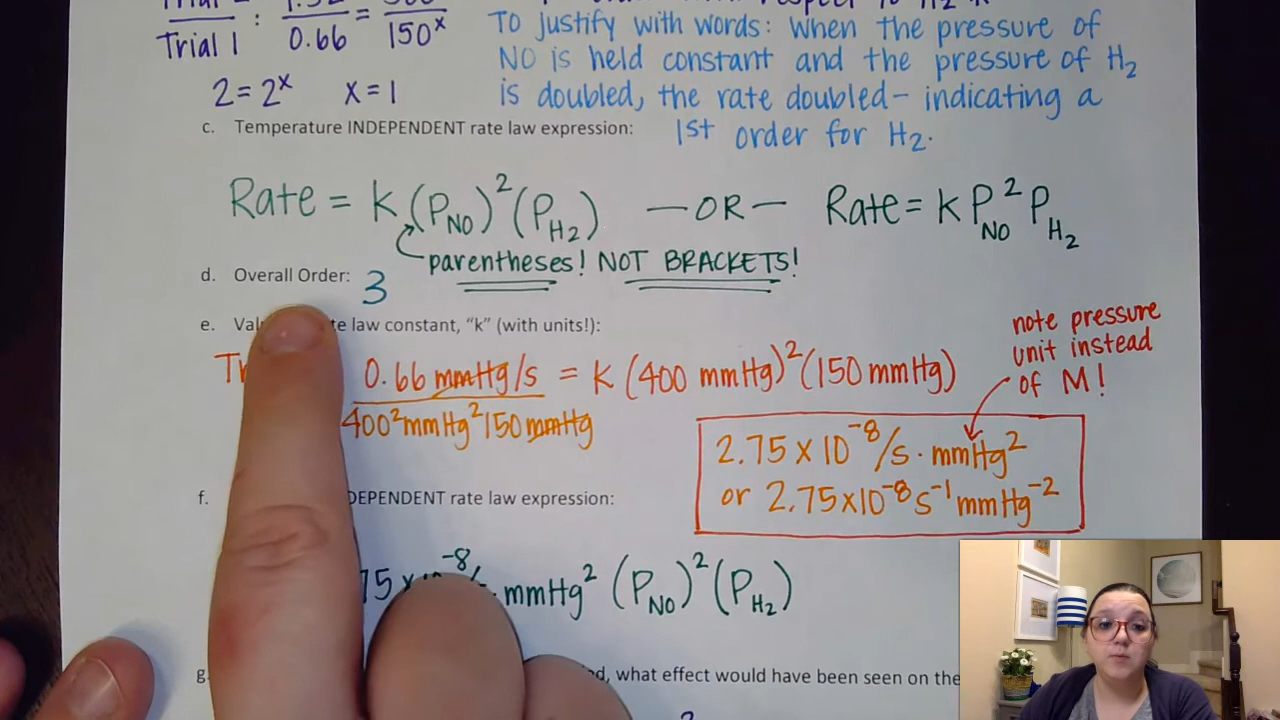 Trial 1 : 0.66 = 150ˣ
To justify with words: when the pressure of
NO is held constant and the pressure of H₂
2 = 2ˣ x = 1
is doubled, the rate doubled – indicating a
1st order for H₂.
c. Temperature INDEPENDENT rate law expression:
Rate = k (P_NO)² (P_H₂) — OR — Rate = k P_NO² P_H₂
parentheses! NOT BRACKETS!
d. Overall Order: 3
e. law constant, “k” (with units!):
note pressure
unit instead
of M!
0.66 mmHg/s = k (400 mmHg)² (150 mmHg)
400² mmHg² 150 mmHg
2.75 x 10⁻⁸/s · mmHg²
or 2.75x10⁻⁸ s⁻¹ mmHg⁻²
f. rate law expression:
mmHg² (P_NO)² (P_H₂)
g. what effect would have been seen on the